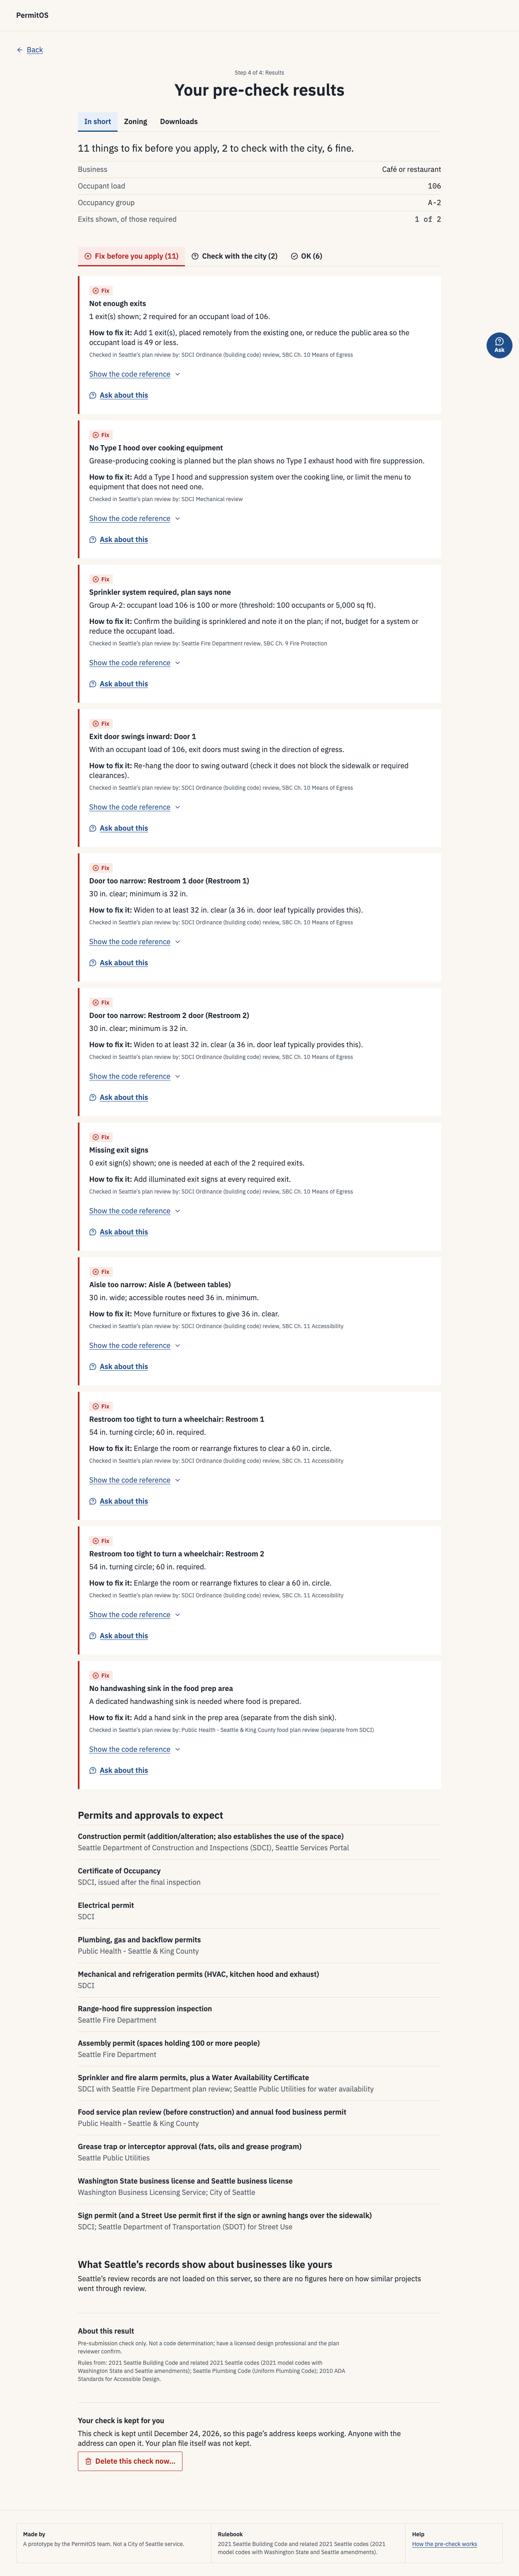 PermitOS
Back
Step 4 of 4: Results
Your pre-check results
In short
Zoning
Downloads
11 things to fix before you apply, 2 to check with the city, 6 fine.
Business
Café or restaurant
Occupant load
106
Occupancy group
A-2
Exits shown, of those required
1 of 2
Fix before you apply (11)
Check with the city (2)
OK (6)
Ask
Fix
Not enough exits
1 exit(s) shown; 2 required for an occupant load of 106.
How to fix it: Add 1 exit(s), placed remotely from the existing one, or reduce the public area so the
occupant load is 49 or less.
Checked in Seattle's plan review by: SDCI Ordinance (building code) review, SBC Ch. 10 Means of Egress
Show the code reference
Ask about this
Fix
No Type I hood over cooking equipment
Grease-producing cooking is planned but the plan shows no Type I exhaust hood with fire suppression.
How to fix it: Add a Type I hood and suppression system over the cooking line, or limit the menu to
equipment that does not need one.
Checked in Seattle's plan review by: SDCI Mechanical review
Show the code reference
Ask about this
Fix
Sprinkler system required, plan says none
Group A-2: occupant load 106 is 100 or more (threshold: 100 occupants or 5,000 sq ft).
How to fix it: Confirm the building is sprinklered and note it on the plan; if not, budget for a system or
reduce the occupant load.
Checked in Seattle's plan review by: Seattle Fire Department review, SBC Ch. 9 Fire Protection
Show the code reference
Ask about this
Fix
Exit door swings inward: Door 1
With an occupant load of 106, exit doors must swing in the direction of egress.
How to fix it: Re-hang the door to swing outward (check it does not block the sidewalk or required
clearances).
Checked in Seattle's plan review by: SDCI Ordinance (building code) review, SBC Ch. 10 Means of Egress
Show the code reference
Ask about this
Fix
Door too narrow: Restroom 1 door (Restroom 1)
30 in. clear; minimum is 32 in.
How to fix it: Widen to at least 32 in. clear (a 36 in. door leaf typically provides this).
Checked in Seattle's plan review by: SDCI Ordinance (building code) review, SBC Ch. 10 Means of Egress
Show the code reference
Ask about this
Fix
Door too narrow: Restroom 2 door (Restroom 2)
30 in. clear; minimum is 32 in.
How to fix it: Widen to at least 32 in. clear (a 36 in. door leaf typically provides this).
Checked in Seattle's plan review by: SDCI Ordinance (building code) review, SBC Ch. 10 Means of Egress
Show the code reference
Ask about this
Fix
Missing exit signs
0 exit sign(s) shown; one is needed at each of the 2 required exits.
How to fix it: Add illuminated exit signs at every required exit.
Checked in Seattle's plan review by: SDCI Ordinance (building code) review, SBC Ch. 10 Means of Egress
Show the code reference
Ask about this
Fix
Aisle too narrow: Aisle A (between tables)
30 in. wide; accessible routes need 36 in. minimum.
How to fix it: Move furniture or fixtures to give 36 in. clear.
Checked in Seattle's plan review by: SDCI Ordinance (building code) review, SBC Ch. 11 Accessibility
Show the code reference
Ask about this
Fix
Restroom too tight to turn a wheelchair: Restroom 1
54 in. turning circle; 60 in. required.
How to fix it: Enlarge the room or rearrange fixtures to clear a 60 in. circle.
Checked in Seattle's plan review by: SDCI Ordinance (building code) review, SBC Ch. 11 Accessibility
Show the code reference
Ask about this
Fix
Restroom too tight to turn a wheelchair: Restroom 2
54 in. turning circle; 60 in. required.
How to fix it: Enlarge the room or rearrange fixtures to clear a 60 in. circle.
Checked in Seattle's plan review by: SDCI Ordinance (building code) review, SBC Ch. 11 Accessibility
Show the code reference
Ask about this
Fix
No handwashing sink in the food prep area
A dedicated handwashing sink is needed where food is prepared.
How to fix it: Add a hand sink in the prep area (separate from the dish sink).
Checked in Seattle's plan review by: Public Health - Seattle & King County food plan review (separate from SDCI)
Show the code reference
Ask about this
Permits and approvals to expect
Construction permit (addition/alteration; also establishes the use of the space)
Seattle Department of Construction and Inspections (SDCI), Seattle Services Portal
Certificate of Occupancy
SDCI, issued after the final inspection
Electrical permit
SDCI
Plumbing, gas and backflow permits
Public Health - Seattle & King County
Mechanical and refrigeration permits (HVAC, kitchen hood and exhaust)
SDCI
Range-hood fire suppression inspection
Seattle Fire Department
Assembly permit (spaces holding 100 or more people)
Seattle Fire Department
Sprinkler and fire alarm permits, plus a Water Availability Certificate
SDCI with Seattle Fire Department plan review; Seattle Public Utilities for water availability
Food service plan review (before construction) and annual food business permit
Public Health - Seattle & King County
Grease trap or interceptor approval (fats, oils and grease program)
Seattle Public Utilities
Washington State business license and Seattle business license
Washington Business Licensing Service; City of Seattle
Sign permit (and a Street Use permit first if the sign or awning hangs over the sidewalk)
SDCI; Seattle Department of Transportation (SDOT) for Street Use
What Seattle's records show about businesses like yours
Seattle's review records are not loaded on this server, so there are no figures here on how similar projects
went through review.
About this result
Pre-submission check only. Not a code determination; have a licensed design professional and the plan
reviewer confirm.
Rules from: 2021 Seattle Building Code and related 2021 Seattle codes (2021 model codes with
Washington State and Seattle amendments); Seattle Plumbing Code (Uniform Plumbing Code); 2010 ADA
Standards for Accessible Design.
Your check is kept for you
This check is kept until December 24, 2026, so this page's address keeps working. Anyone with the
address can open it. Your plan file itself was not kept.
Delete this check now...
Made by
A prototype by the PermitOS team. Not a City of Seattle service.
Rulebook
2021 Seattle Building Code and related 2021 Seattle codes (2021
model codes with Washington State and Seattle amendments).
Help
How the pre-check works